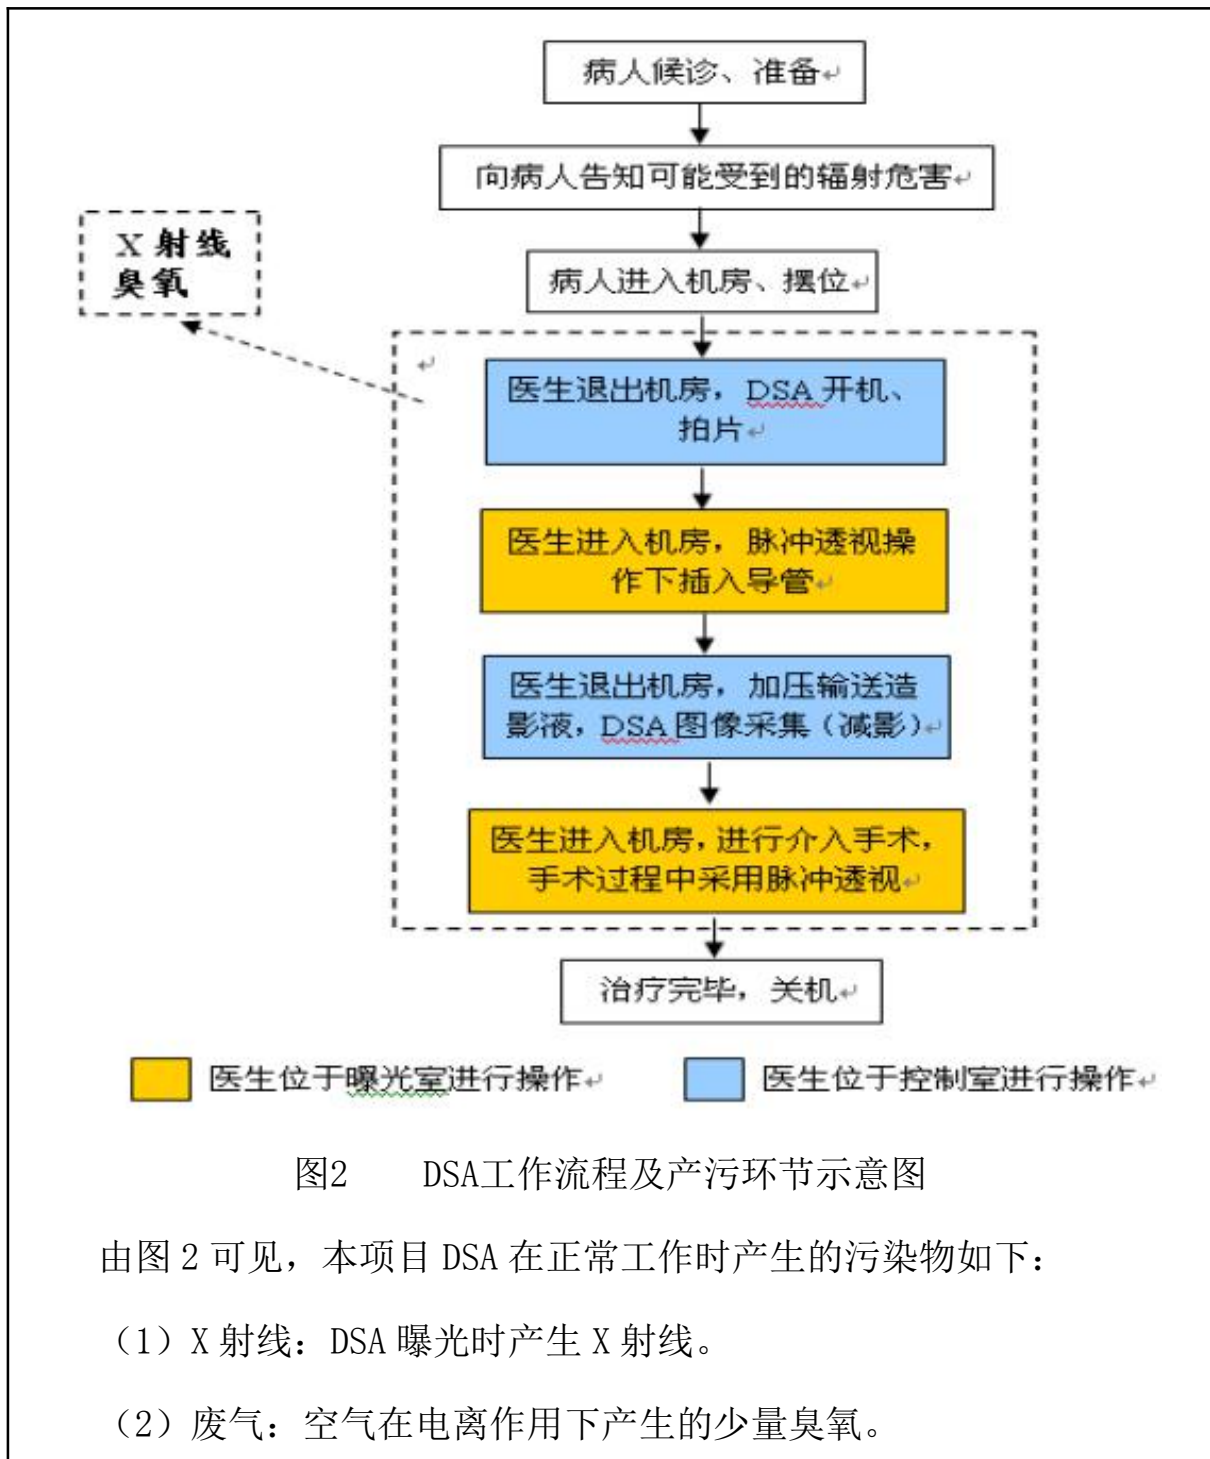 病人候诊、准备↵
向病人告知可能受到的辐射危害↵
X 射线
臭氧
病人进入机房、摆位↵
↵
医生退出机房，DSA 开机、
拍片↵
医生进入机房，脉冲透视操
作下插入导管↵
医生退出机房，加压输送造
影液，DSA 图像采集（减影）↵
医生进入机房，进行介入手术，
手术过程中采用脉冲透视↵
治疗完毕，关机↵
医生位于曝光室进行操作↵
医生位于控制室进行操作↵
图2 DSA工作流程及产污环节示意图
由图 2 可见，本项目 DSA 在正常工作时产生的污染物如下：
（1）X 射线：DSA 曝光时产生 X 射线。
（2）废气：空气在电离作用下产生的少量臭氧。